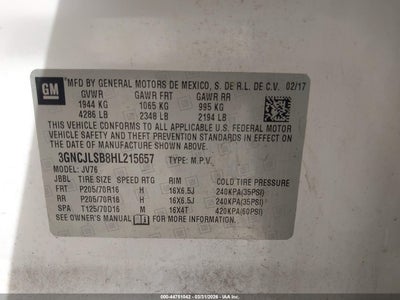 GM
MFD BY GENERAL MOTORS DE MEXICO, S. DE R.L. DE C.V. 02/17
GVWR GAWR FRT GAWR RR
1944 KG 1065 KG 995 KG
4286 LB 2348 LB 2194 LB
THIS VEHICLE CONFORMS TO ALL APPLICABLE U.S. FEDERAL MOTOR
VEHICLE SAFETY AND THEFT PREVENTION STANDARDS IN EFFECT ON THE
DATE OF MANUFACTURE SHOWN ABOVE.
3GNCJLSB8HL215657 TYPE: M.P.V.
MODEL: JV76
JBBL TIRE SIZE SPEED RTG RIM COLD TIRE PRESSURE
FRT P205/70R16 H 16X6.5J 240KPA(35PSI)
RR P205/70R16 H 16X6.5J 240KPA(35PSI)
SPA T125/70D16 M 16X4T 420KPA(60PSI)
SEE OWNER'S MANUAL FOR MORE INFORMATION.
000-44751042 - 03/11/2026 -